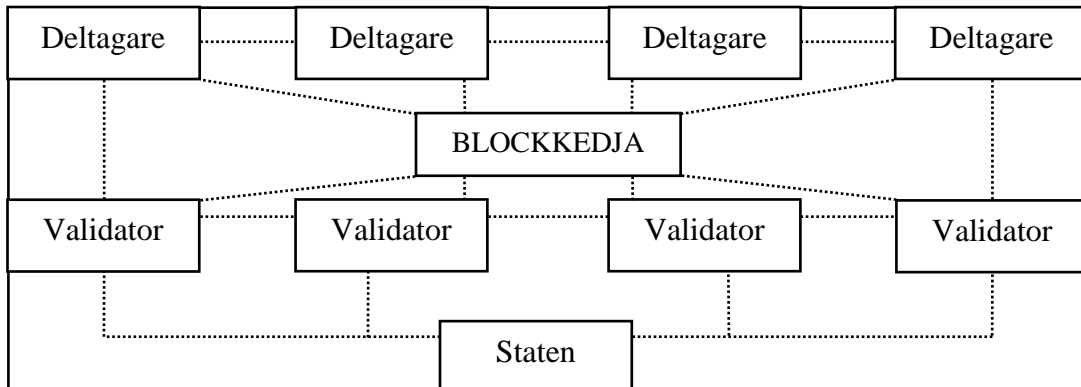 Deltagare Deltagare Deltagare Deltagare
BLOCKKEDJA
Validator Validator Validator Validator
Staten